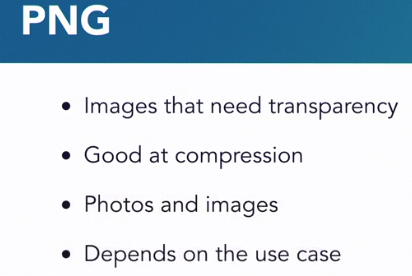 PNG
• Images that need transparency
• Good at compression
• Photos and images
• Depends on the use case